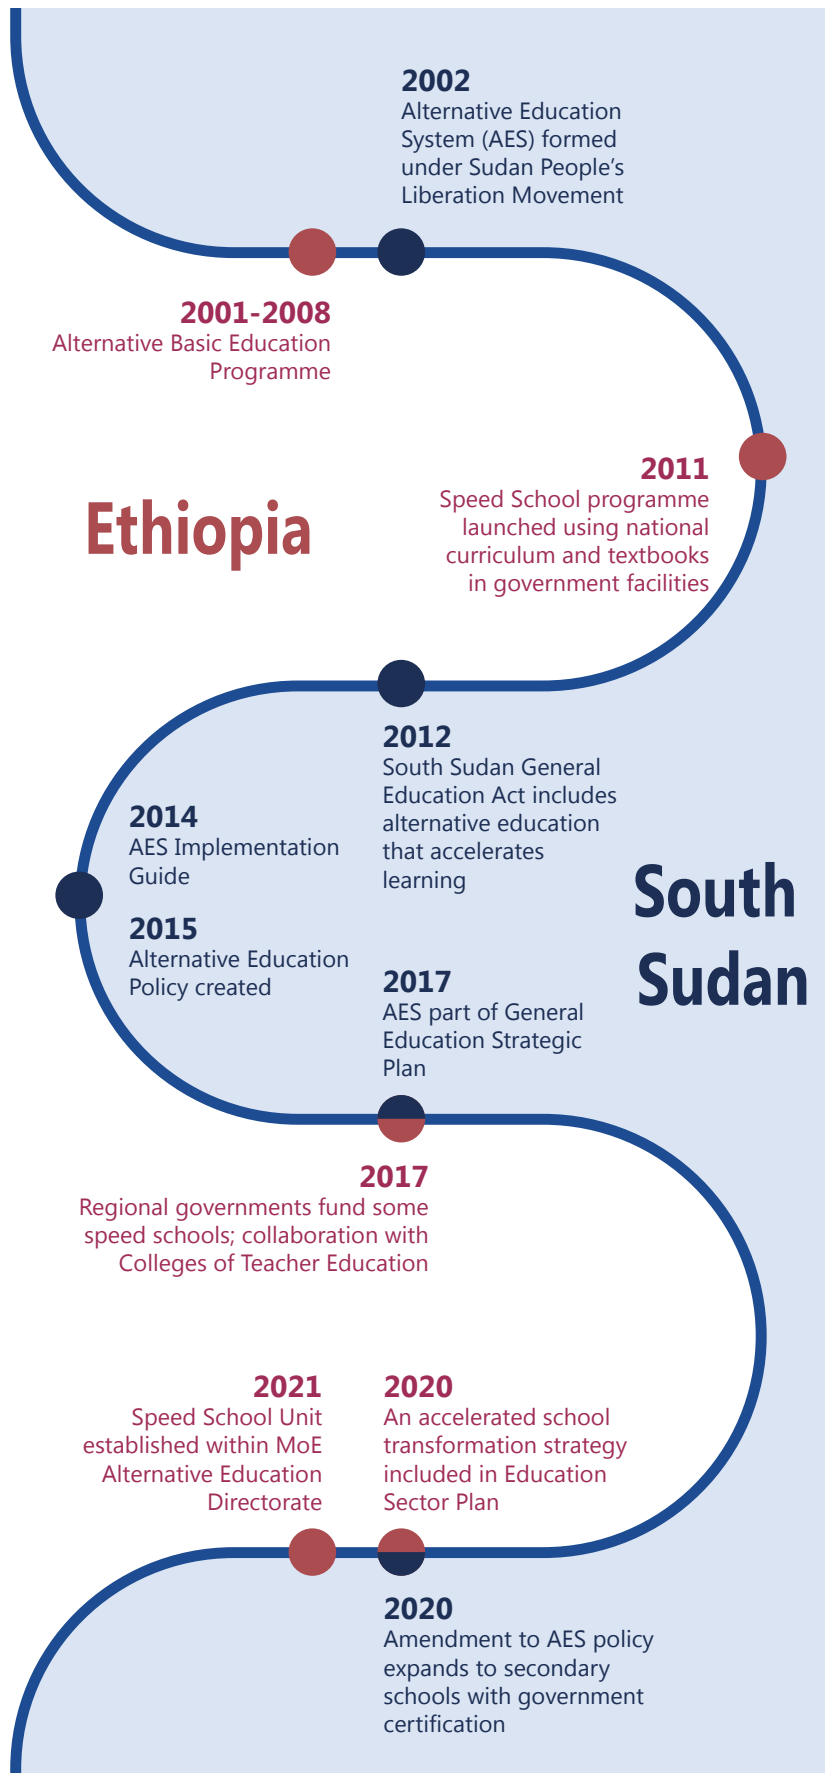 2002
Alternative Education
System (AES) formed
under Sudan People's
Liberation Movement
2001-2008
Alternative Basic Education
Programme
2011
Speed School programme
launched using national
curriculum and textbooks
in government facilities
Ethiopia
2012
South Sudan General
Education Act includes
alternative education
that accelerates
learning
2014
AES Implementation
Guide
2015
Alternative Education
Policy created
South
Sudan
2017
AES part of General
Education Strategic
Plan
2017
Regional governments fund some
speed schools; collaboration with
Colleges of Teacher Education
2021
Speed School Unit
established within MoE
Alternative Education
Directorate
2020
An accelerated school
transformation strategy
included in Education
Sector Plan
2020
Amendment to AES policy
expands to secondary
schools with government
certification